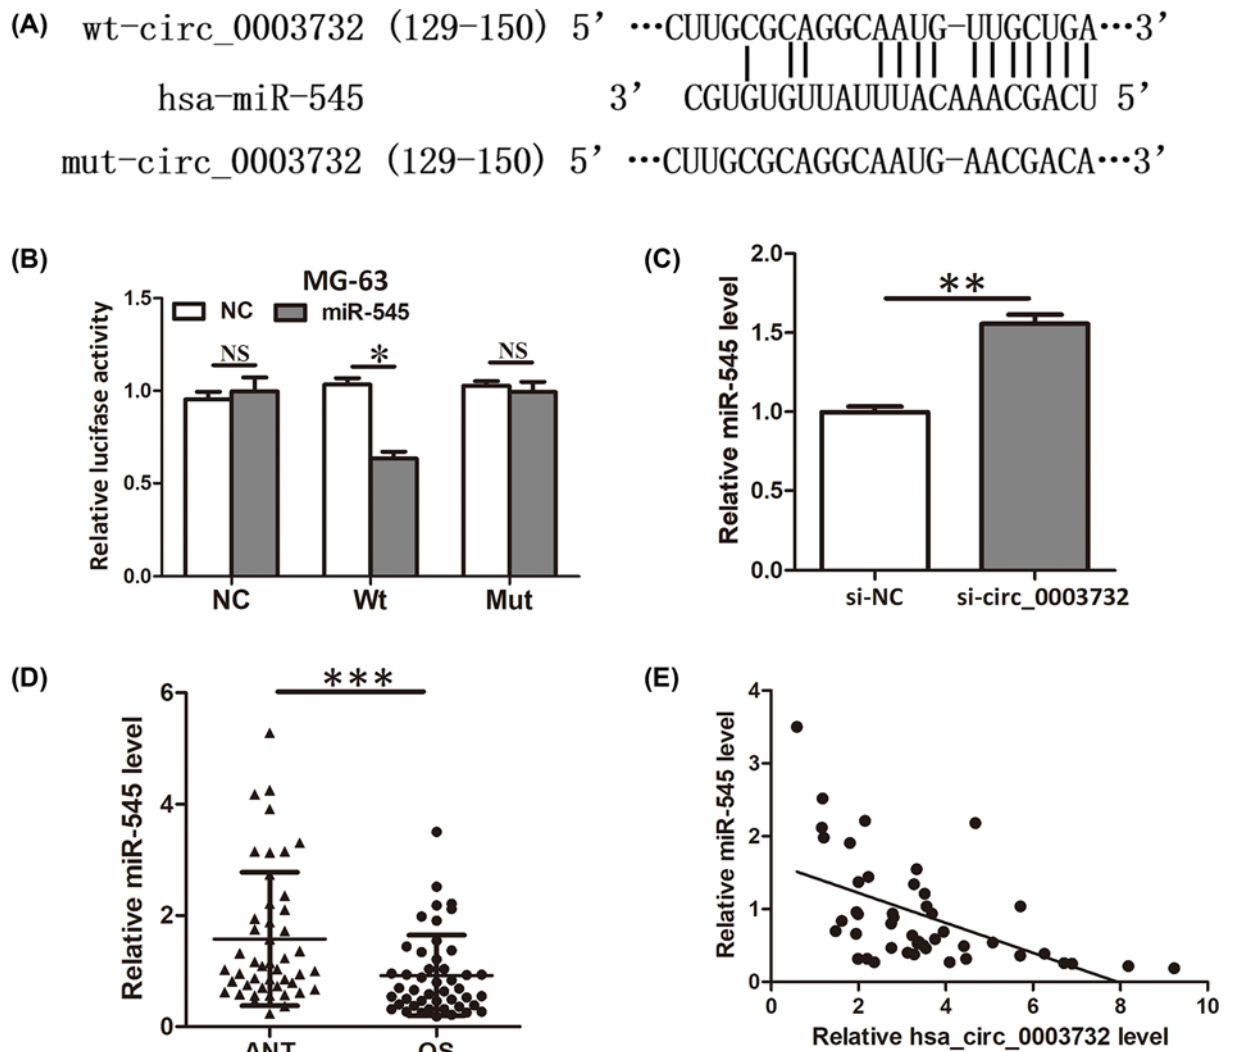 (A) wt-circ_0003732 (129-150) 5’ ···CUUGCGCAGGCAAUG-UUGCUGA···3’
hsa-miR-545 3’ CGUGUGUUAUUUACAAACGACU 5’
mut-circ_0003732 (129-150) 5’ ···CUUGCGCAGGCAAUG-AACGACA···3’
(B)
MG-63
NC miR-545
Relative lucifase activity
1.5
1.0
0.5
0.0
NS * NS
NC Wt Mut
(C)
Relative miR-545 level
2.0
1.5
1.0
0.5
0.0
**
si-NC si-circ_0003732
(D)
Relative miR-545 level
6
4
2
0
***
ANT OS
(E)
Relative miR-545 level
4
3
2
1
0
0 2 4 6 8 10
Relative hsa_circ_0003732 level